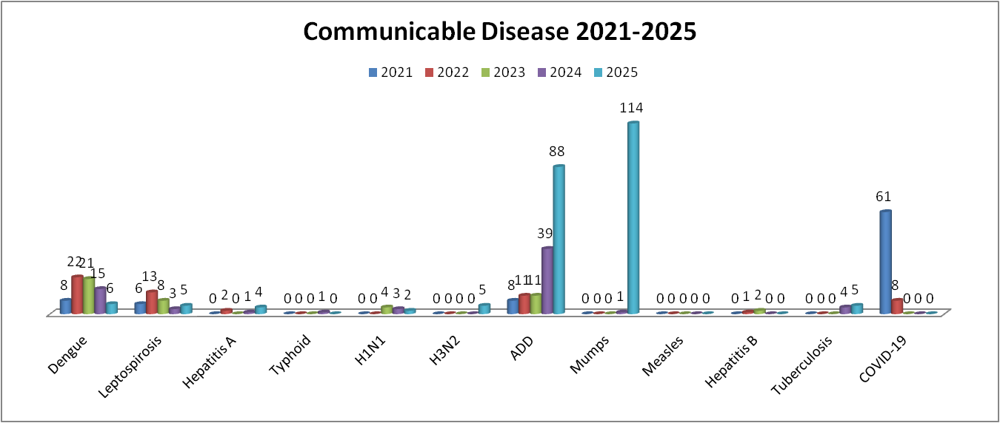 Communicable Disease 2021-2025
2021 2022 2023 2024 2025
8 22 21 15 6
6 13 8 3 5
0 2 0 1 4
0 0 0 1 0
0 0 4 3 2
0 0 0 0 5
8 11 11 39 88
0 0 0 1 114
0 0 0 0 0
0 1 2 0 0
0 0 0 4 5
61 8 0 0 0
Dengue
Leptospirosis
Hepatitis A
Typhoid
H1N1
H3N2
ADD
Mumps
Measles
Hepatitis B
Tuberculosis
COVID-19